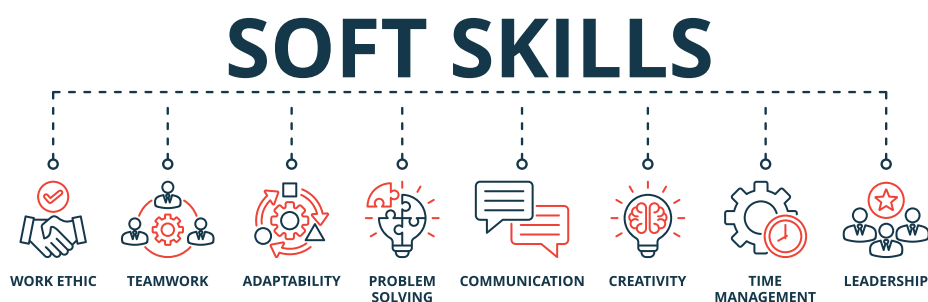 SOFT SKILLS
WORK ETHIC
TEAMWORK
ADAPTABILITY
PROBLEM
SOLVING
COMMUNICATION
CREATIVITY
TIME
MANAGEMENT
LEADERSHIP